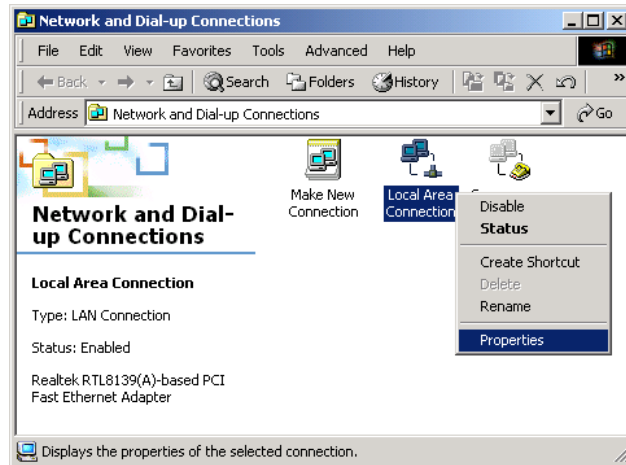 Network and Dial-up Connections
File Edit View Favorites Tools Advanced Help
Back Search Folders History »
Address Network and Dial-up Connections Go
Make New
Connection
Local Area
Connection
Network and Dial-
up Connections
Local Area Connection
Type: LAN Connection
Status: Enabled
Realtek RTL8139(A)-based PCI
Fast Ethernet Adapter
Disable
Status
Create Shortcut
Delete
Rename
Properties
Displays the properties of the selected connection.